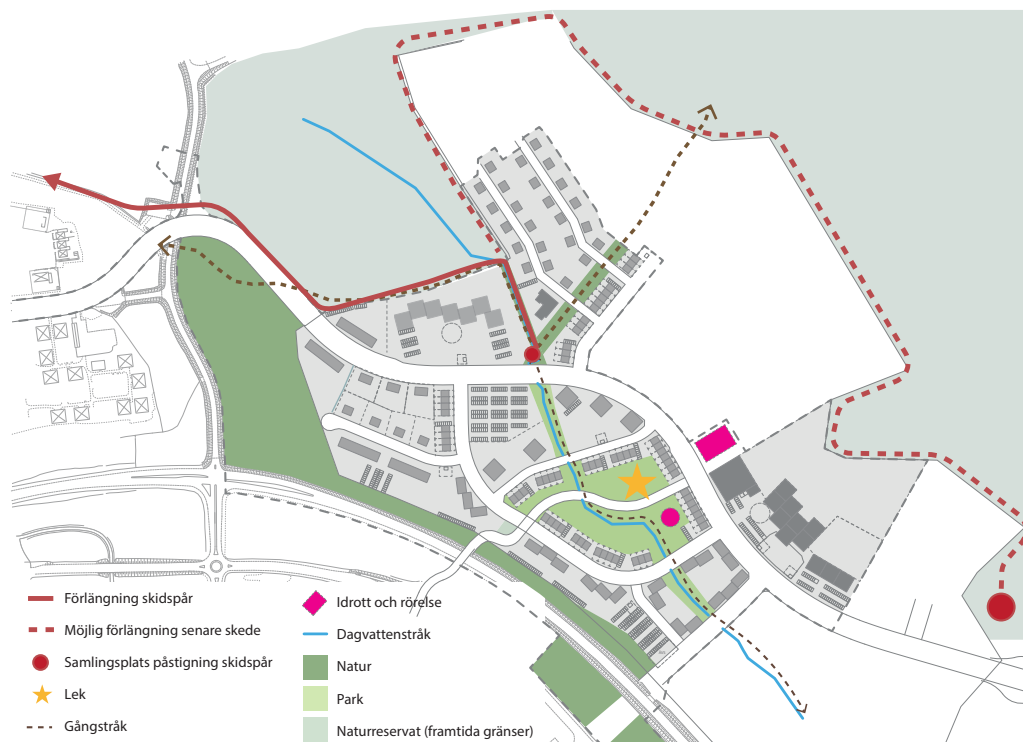 Förlängning skidspår
Möjlig förlängning senare skede
Samlingsplats påstigning skidspår
Lek
Gångstråk
Idrott och rörelse
Dagvattenstråk
Natur
Park
Naturreservat (framtida gränser)